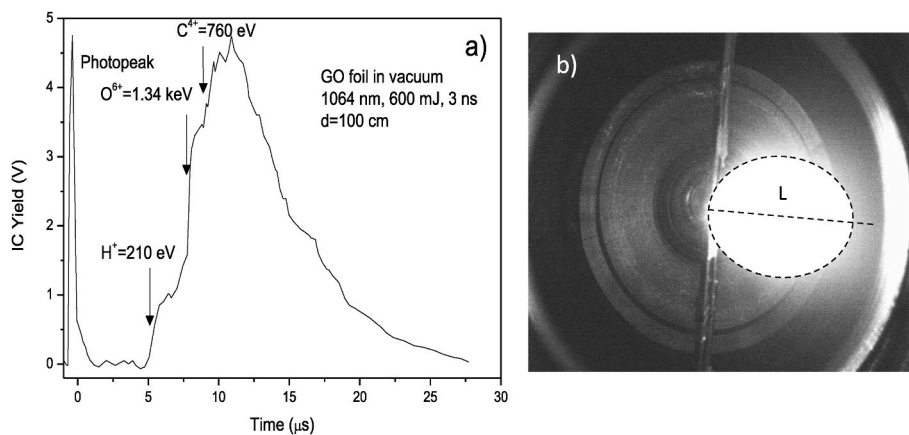 a)
C4+=760 eV
Photopeak
O6+=1.34 keV
GO foil in vacuum
1064 nm, 600 mJ, 3 ns
d=100 cm
H+=210 eV
IC Yield (V)
5
4
3
2
1
0
0 5 10 15 20 25 30
Time (μs)
b)
L